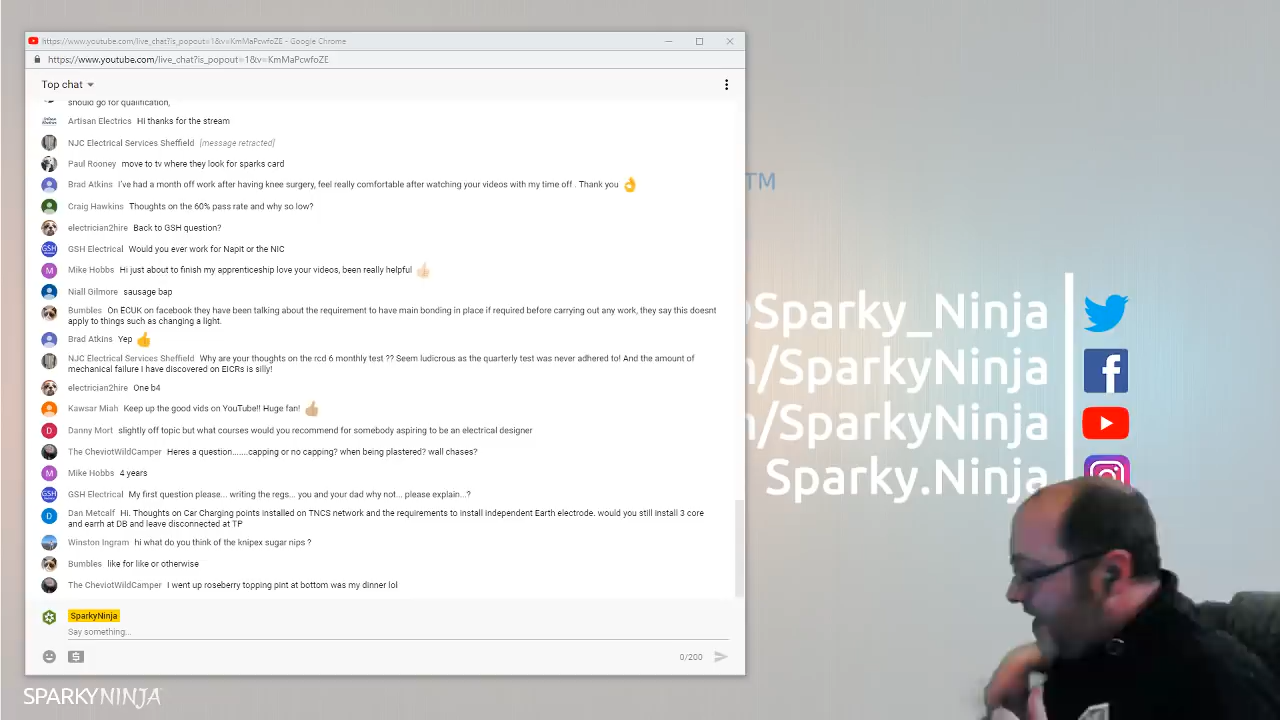 https://www.youtube.com/live_chat?is_popout=1&v=KmMaPcwfoZE - Google Chrome
https://www.youtube.com/live_chat?is_popout=1&v=KmMaPcwfoZE
Top chat
should go for qualification,
Artisan Electrics Hi thanks for the stream
NJC Electrical Services Sheffield [message retracted]
Paul Rooney move to tv where they look for sparks card
Brad Atkins I've had a month off work after having knee surgery, feel really comfortable after watching your videos with my time off . Thank you 👌
Craig Hawkins Thoughts on the 60% pass rate and why so low?
electrician2hire Back to GSH question?
GSH Electrical Would you ever work for Napit or the NIC
Mike Hobbs Hi just about to finish my apprenticeship love your videos, been really helpful 👍
Niall Gilmore sausage bap
Bumbles On ECUK on facebook they have been talking about the requirement to have main bonding in place if required before carrying out any work, they say this doesnt
apply to things such as changing a light.
Brad Atkins Yep 👍
NJC Electrical Services Sheffield Why are your thoughts on the rcd 6 monthly test ?? Seem ludicrous as the quarterly test was never adhered to! And the amount of
mechanical failure I have discovered on EICRs is silly!
electrician2hire One b4
Kawsar Miah Keep up the good vids on YouTube!! Huge fan! 👍
Danny Mort slightly off topic but what courses would you recommend for somebody aspiring to be an electrical designer
The CheviotWildCamper Heres a question.......capping or no capping? when being plastered? wall chases?
Mike Hobbs 4 years
GSH Electrical My first question please... writing the regs... you and your dad why not... please explain...?
Dan Metcalf Hi. Thoughts on Car Charging points installed on TNCS network and the requirements to install independent Earth electrode. would you still install 3 core
and earrh at DB and leave disconnected at TP
Winston Ingram hi what do you think of the knipex sugar nips ?
Bumbles like for like or otherwise
The CheviotWildCamper I went up roseberry topping pint at bottom was my dinner lol
SparkyNinja
Say something...
0/200
TM
@Sparky_Ninja
m/SparkyNinja
m/SparkyNinja
Sparky.Ninja
SPARKYNINJA